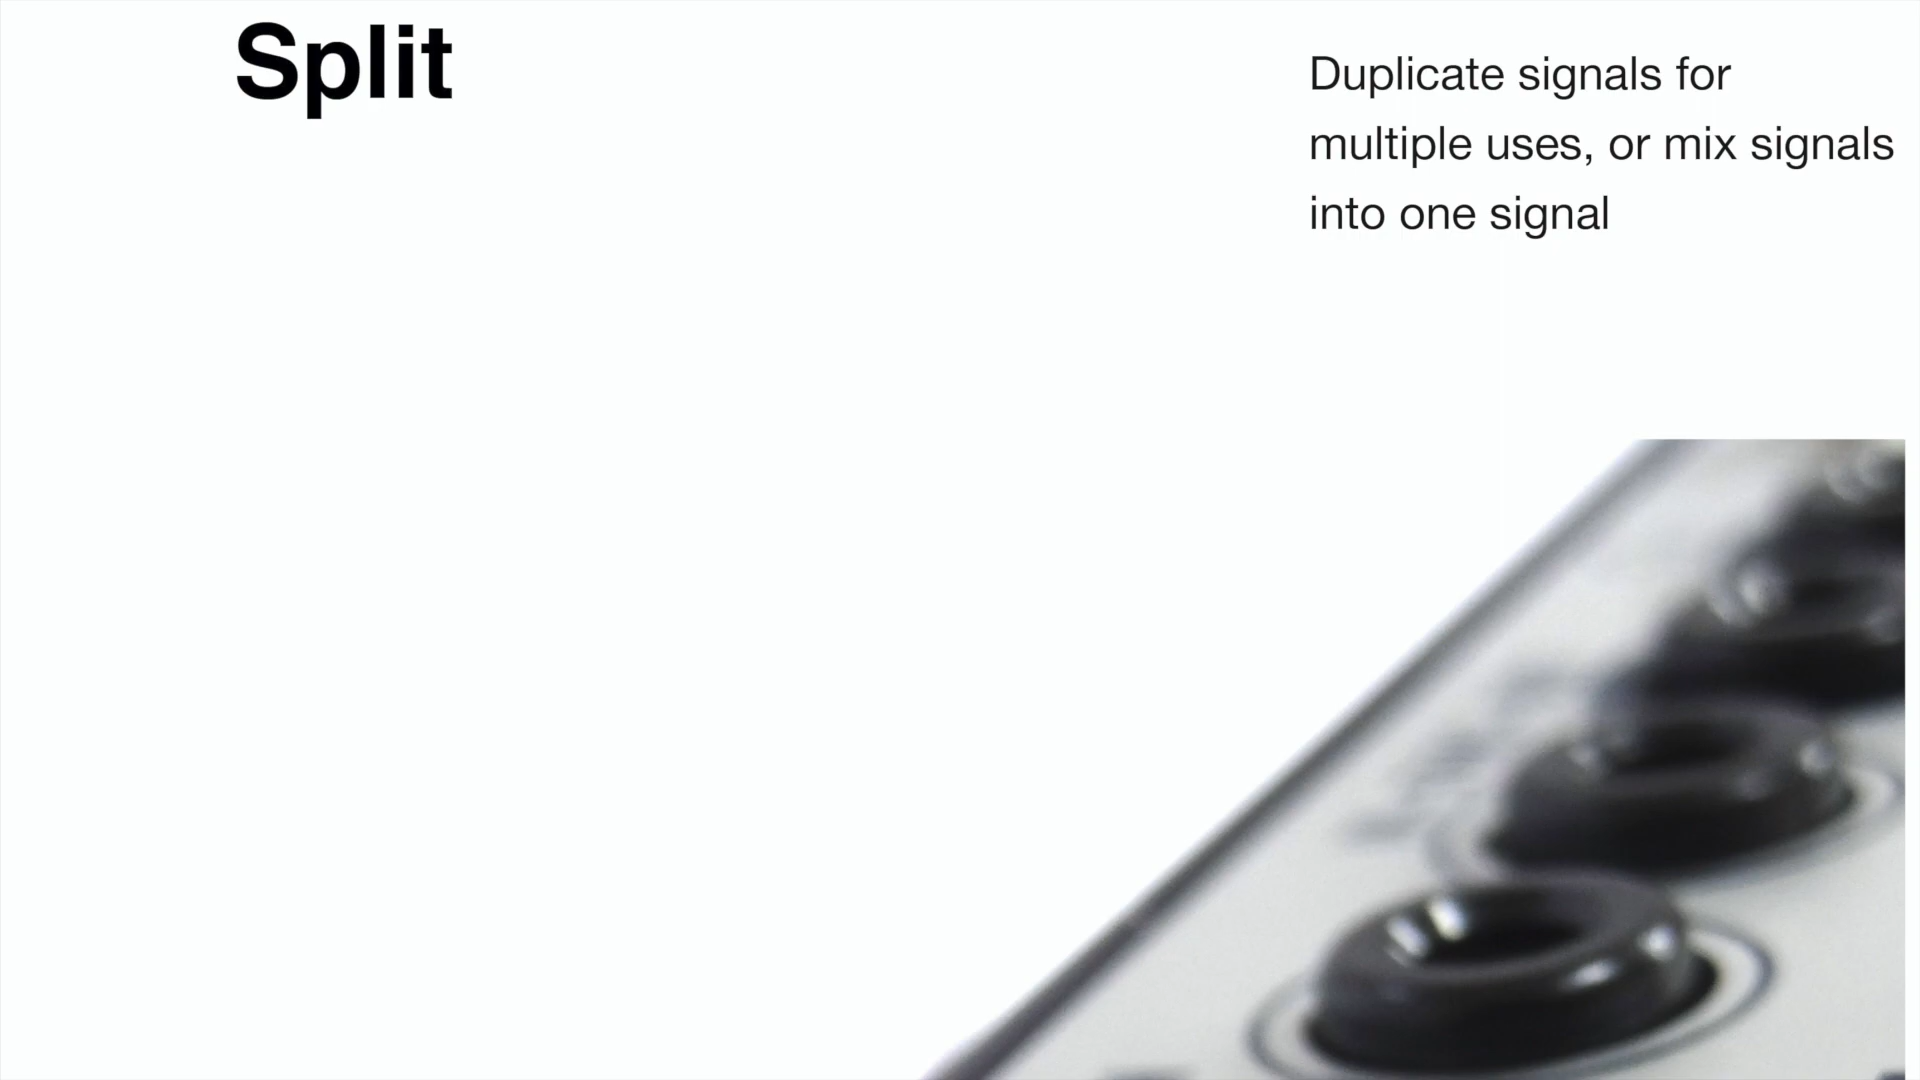 Split
Duplicate signals for
multiple uses, or mix signals
into one signal